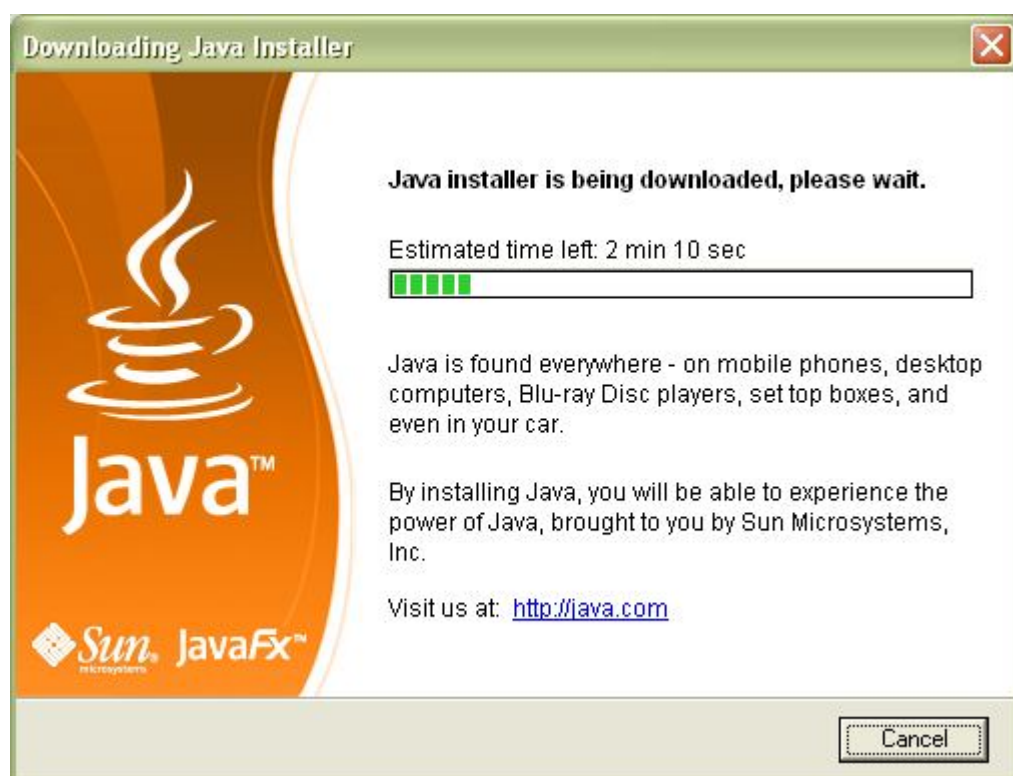 Downloading Java Installer
Java installer is being downloaded, please wait.
Estimated time left: 2 min 10 sec
Java is found everywhere - on mobile phones, desktop
computers, Blu-ray Disc players, set top boxes, and
even in your car.
By installing Java, you will be able to experience the
power of Java, brought to you by Sun Microsystems,
Inc.
Visit us at: http://java.com
Java™
Sun® JavaFX™
microsystems
Cancel